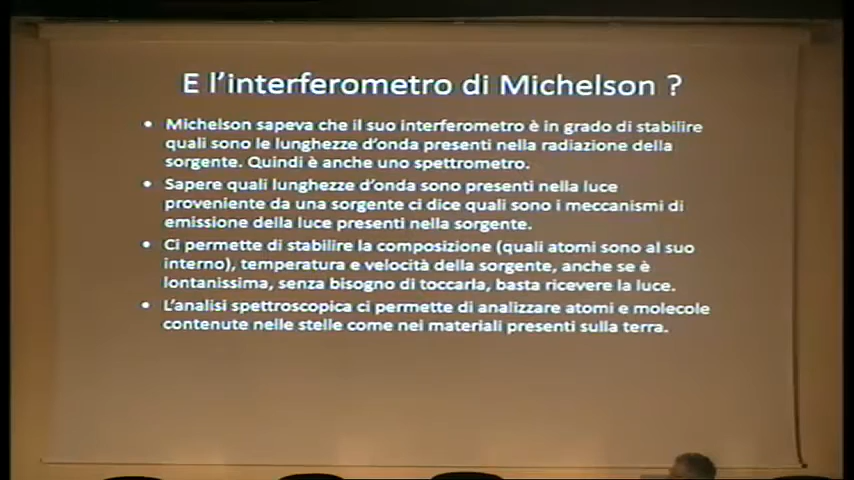 E l'interferometro di Michelson ?
• Michelson sapeva che il suo interferometro è in grado di stabilire
quali sono le lunghezze d'onda presenti nella radiazione della
sorgente. Quindi è anche uno spettrometro.
• Sapere quali lunghezze d'onda sono presenti nella luce
proveniente da una sorgente ci dice quali sono i meccanismi di
emissione della luce presenti nella sorgente.
• Ci permette di stabilire la composizione (quali atomi sono al suo
interno), temperatura e velocità della sorgente, anche se è
lontanissima, senza bisogno di toccarla, basta ricevere la luce.
• L'analisi spettroscopica ci permette di analizzare atomi e molecole
contenute nelle stelle come nei materiali presenti sulla terra.